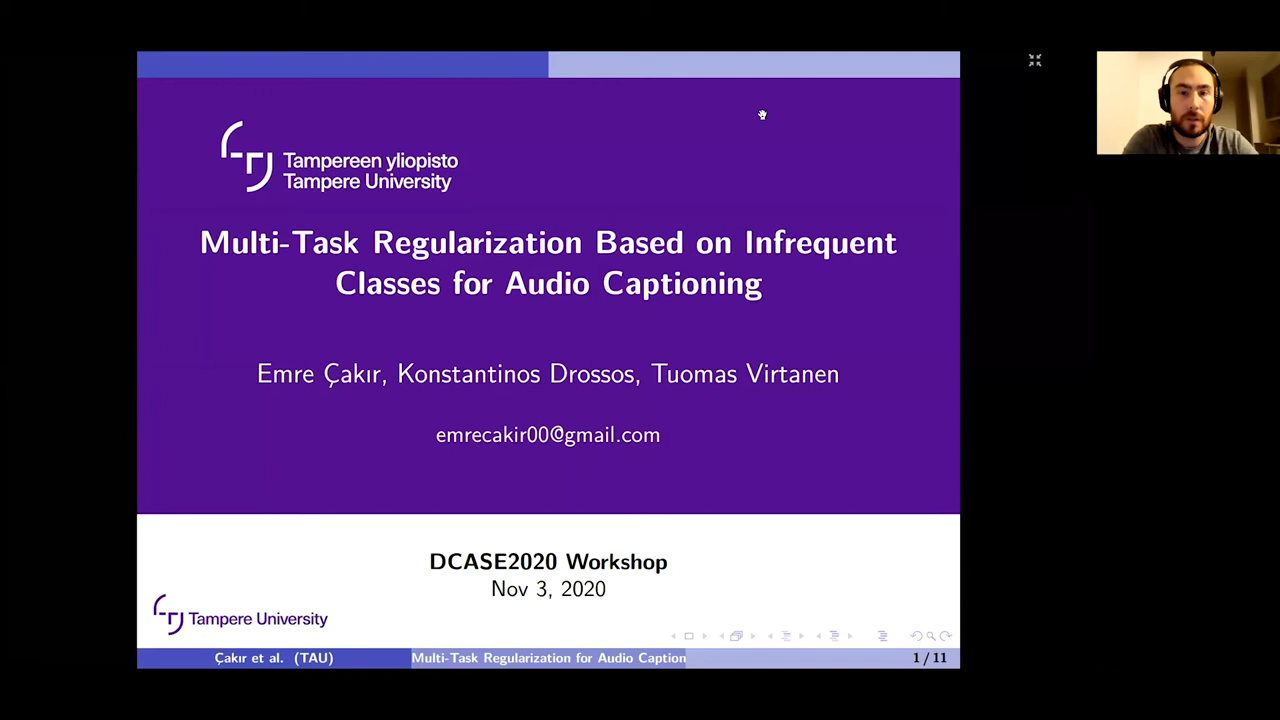 Tampereen yliopisto
Tampere University
Multi-Task Regularization Based on Infrequent
Classes for Audio Captioning
Emre Çakır, Konstantinos Drossos, Tuomas Virtanen
emrecakir00@gmail.com
DCASE2020 Workshop
Nov 3, 2020
Tampere University
Çakır et al. (TAU)
Multi-Task Regularization for Audio Caption
1 / 11